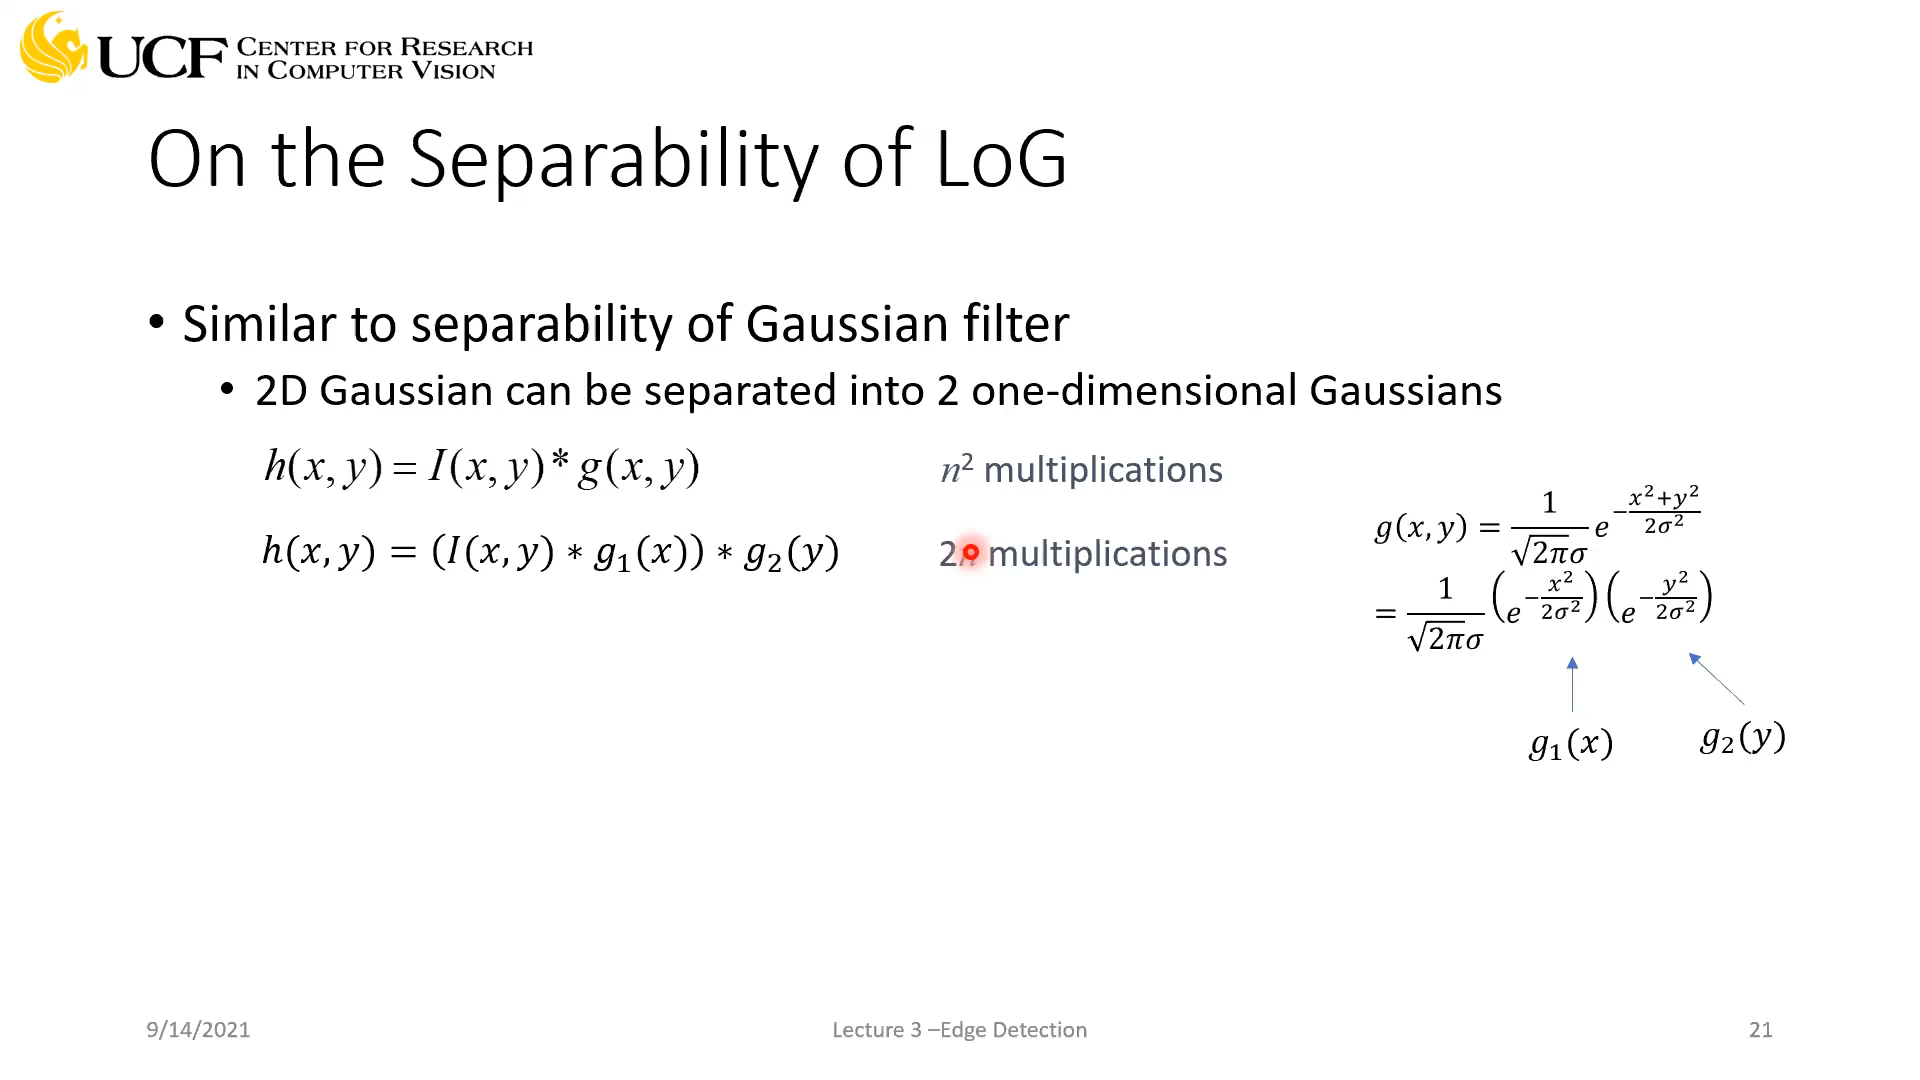 UCF CENTER FOR RESEARCH
IN COMPUTER VISION
On the Separability of LoG
• Similar to separability of Gaussian filter
• 2D Gaussian can be separated into 2 one-dimensional Gaussians
h(x, y) = I(x, y) * g(x, y)
n² multiplications
h(x, y) = (I(x, y) ∗ g₁(x)) ∗ g₂(y)
2n multiplications
g(x, y) = 1/(√2π σ) e^(−(x²+y²)/(2σ²))
= 1/(√2π σ) (e^(−x²/(2σ²))) (e^(−y²/(2σ²)))
g₁(x)
g₂(y)
9/14/2021
Lecture 3 –Edge Detection
21